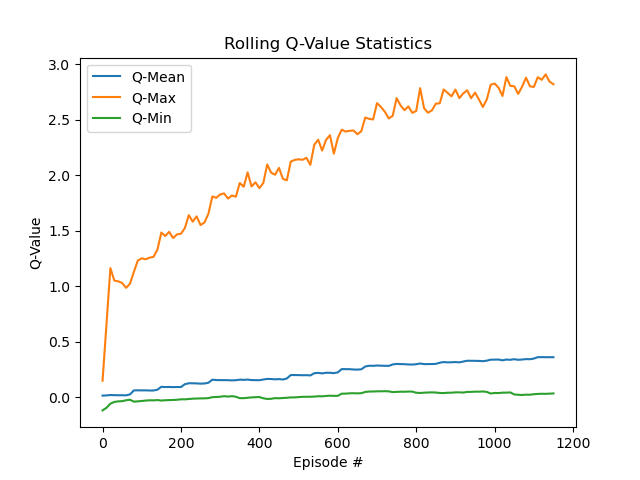 Rolling Q-Value Statistics
Q-Mean
Q-Max
Q-Min
Q-Value
3.0
2.5
2.0
1.5
1.0
0.5
0.0
0 200 400 600 800 1000 1200
Episode #